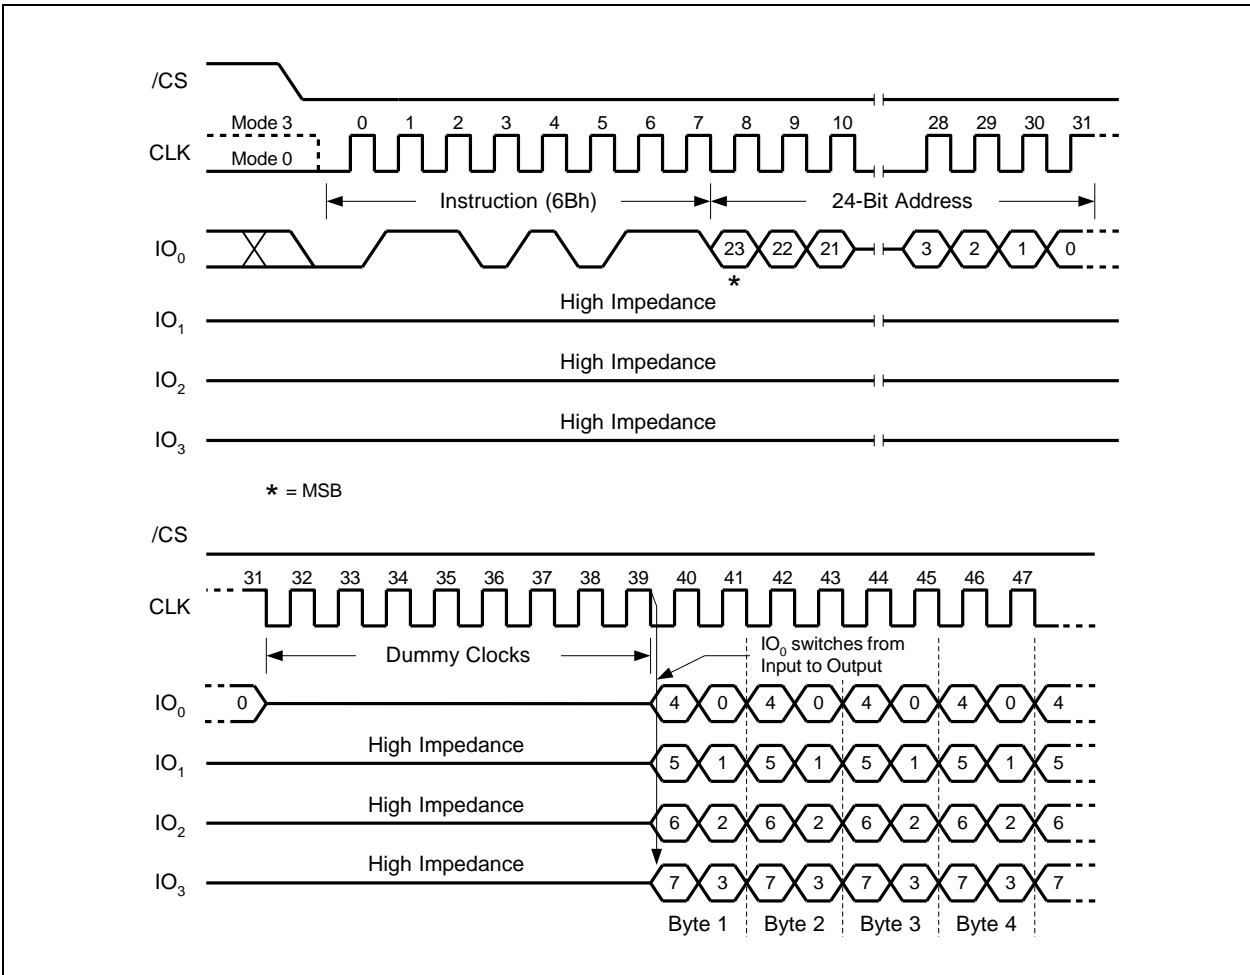 /CS
Mode 3 0 1 2 3 4 5 6 7 8 9 10 28 29 30 31
CLK
Mode 0
Instruction (6Bh) 24-Bit Address
IO0 23 22 21 3 2 1 0
*
High Impedance
IO1
High Impedance
IO2
High Impedance
IO3
* = MSB
/CS
31 32 33 34 35 36 37 38 39 40 41 42 43 44 45 46 47
CLK
IO0 switches from
Dummy Clocks Input to Output
IO0 0 4 0 4 0 4 0 4 0 4
High Impedance
IO1 5 1 5 1 5 1 5 1 5
High Impedance
IO2 6 2 6 2 6 2 6 2 6
High Impedance
IO3 7 3 7 3 7 3 7 3 7
Byte 1 Byte 2 Byte 3 Byte 4